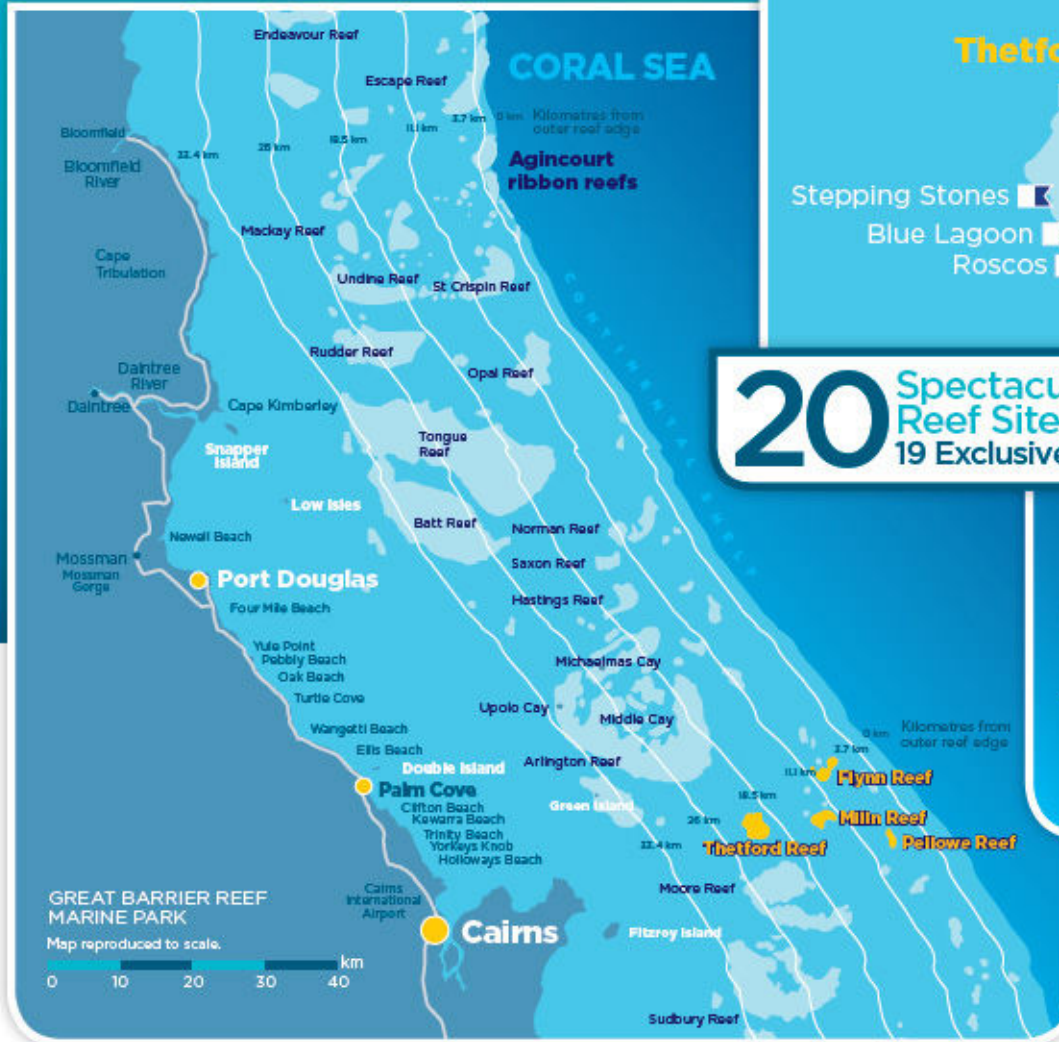 Endeavour Reef
CORAL SEA
Escape Reef
0 km
Kilometres from
outer reef edge
3.7 km
11.1 km
18.5 km
26 km
Bloomfield
Bloomfield
River
Agincourt
ribbon reefs
Mackay Reef
Cape
Tribulation
Undine Reef
St Crispin Reef
CONTINENTAL SHELF
Rudder Reef
Opal Reef
Daintree
River
Daintree
Cape Kimberley
Snapper
Island
Tongue
Reef
Low Isles
Batt Reef
Norman Reef
Newell Beach
Saxon Reef
Mossman
Mossman
Gorge
Port Douglas
Hastings Reef
Four Mile Beach
Yule Point
Pebbly Beach
Oak Beach
Michaelmas Cay
Turtle Cove
Upolo Cay
Middle Cay
Wangetti Beach
Ellis Beach
Double Island
Arlington Reef
0 km
Kilometres from
outer reef edge
3.7 km
11.1 km
18.5 km
26 km
Flynn Reef
Palm Cove
Clifton Beach
Kewarra Beach
Trinity Beach
Yorkeys Knob
Holloways Beach
Green Island
Milln Reef
Thetford Reef
Pellowe Reef
Cairns
International
Airport
Moore Reef
Cairns
Fitzroy Island
Sudbury Reef
GREAT BARRIER REEF
MARINE PARK
Map reproduced to scale.
km
0 10 20 30 40
Thetfo
Stepping Stones
Blue Lagoon
Roscos
20
Spectacu
Reef Site
19 Exclusive